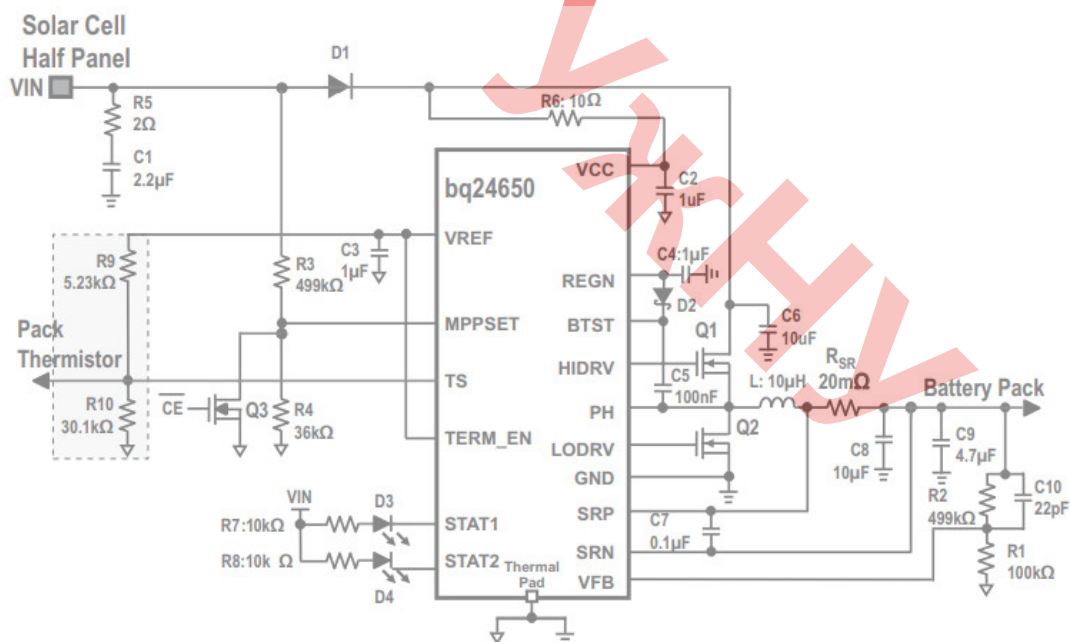 Solar Cell
Half Panel
VIN
D1
R5
2Ω
C1
2.2µF
R6: 10Ω
VCC
C2
1uF
bq24650
VREF
C3
1µF
R9
5.23kΩ
R3
499kΩ
C4:1µF
REGN
D2
BTST
C6
10uF
Pack
Thermistor
MPPSET
Q1
HIDRV
RSR
20mΩ
TS
C5
100nF
L: 10µH
Battery Pack
R10
30.1kΩ
CE
Q3
R4
36kΩ
PH
Q2
TERM_EN
LODRV
C8
10µF
C9
4.7µF
GND
R2
499kΩ
C10
22pF
VIN
D3
R7:10kΩ
STAT1
SRP
C7
0.1µF
R8:10k Ω
STAT2
SRN
R1
100kΩ
D4
Thermal
Pad
VFB
УжНУ